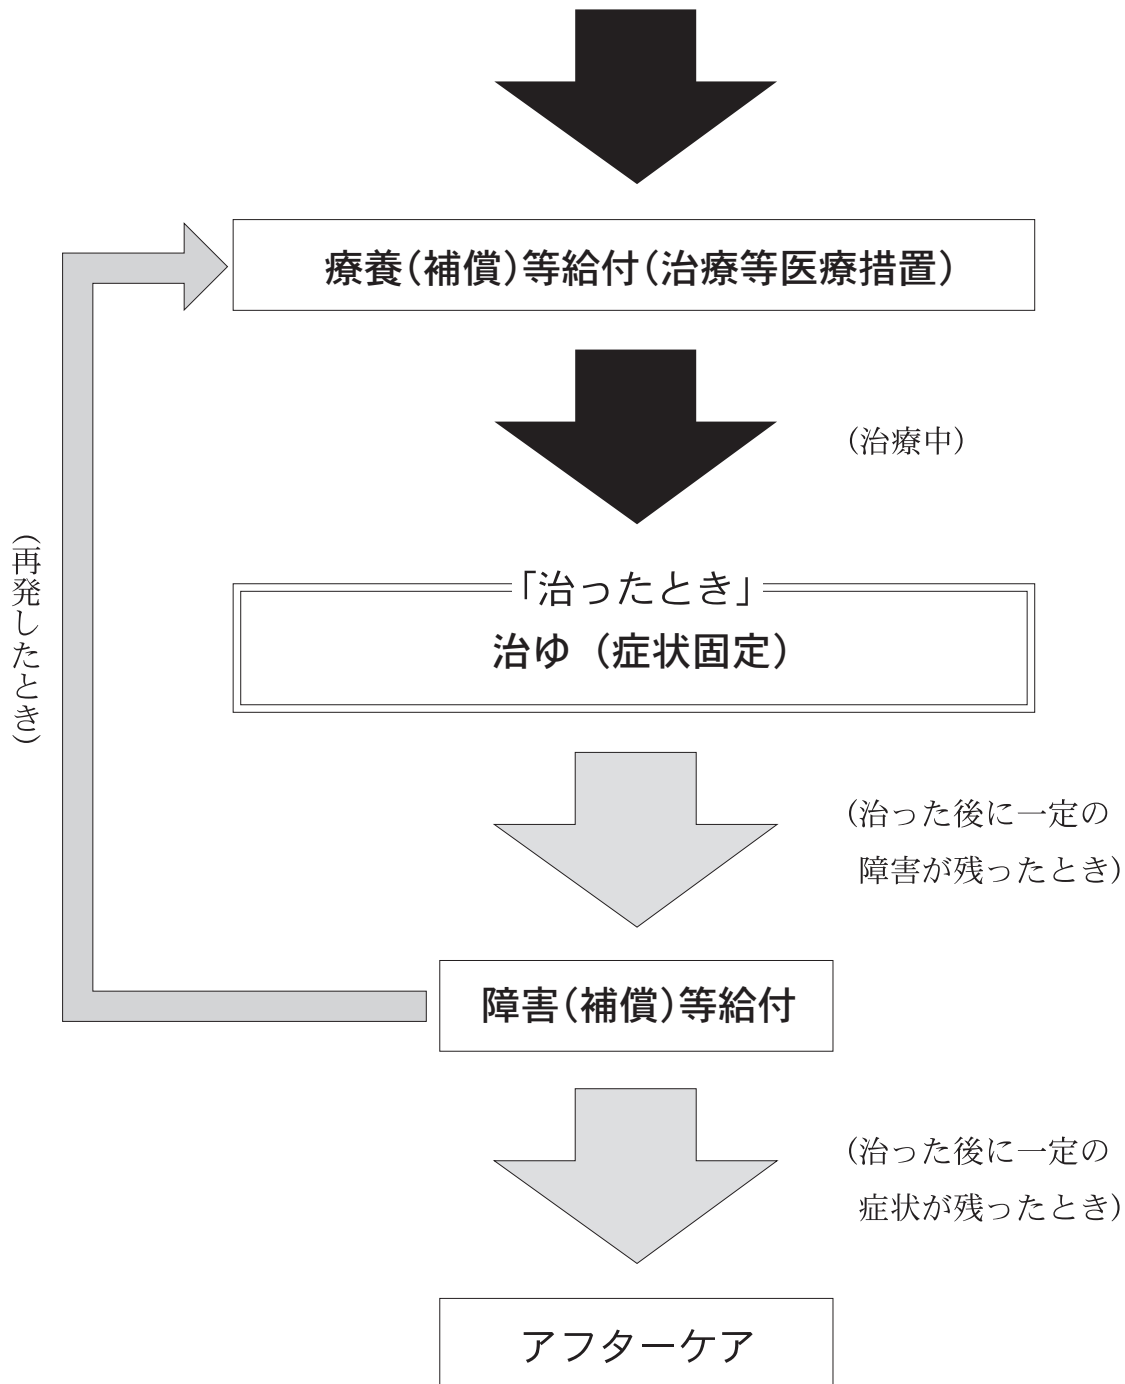 療養（補償）等給付（治療等医療措置）
（治療中）
（再発したとき）
「治ったとき」
治ゆ（症状固定）
（治った後に一定の
障害が残ったとき）
障害（補償）等給付
（治った後に一定の
症状が残ったとき）
アフターケア